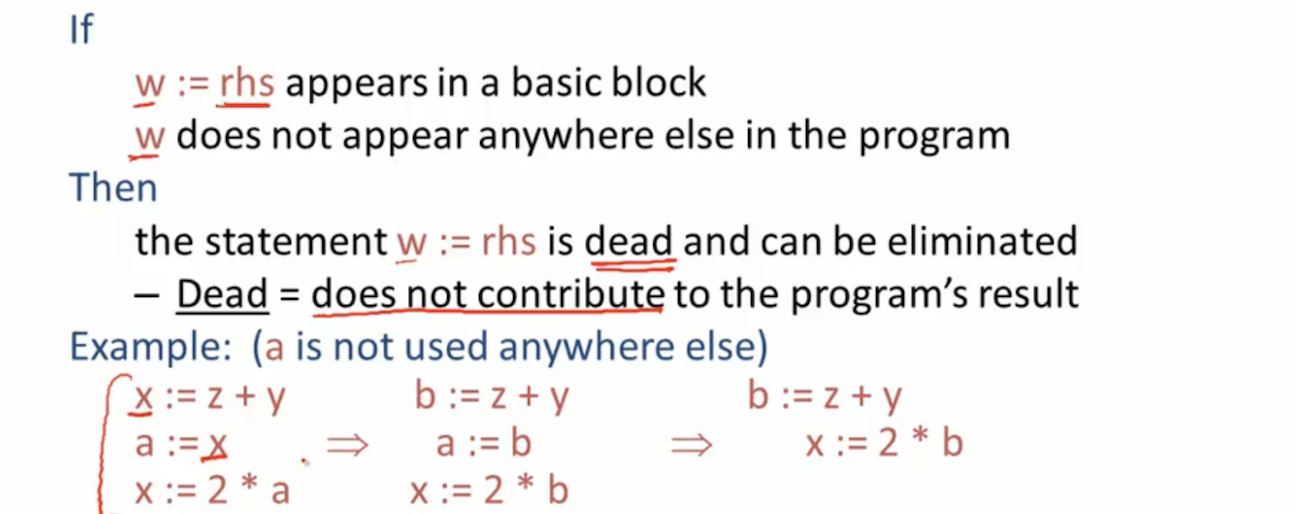 If
w := rhs appears in a basic block
w does not appear anywhere else in the program
Then
the statement w := rhs is dead and can be eliminated
– Dead = does not contribute to the program’s result
Example: (a is not used anywhere else)
x := z + y b := z + y b := z + y
a := x ⇒ a := b ⇒ x := 2 * b
x := 2 * a x := 2 * b